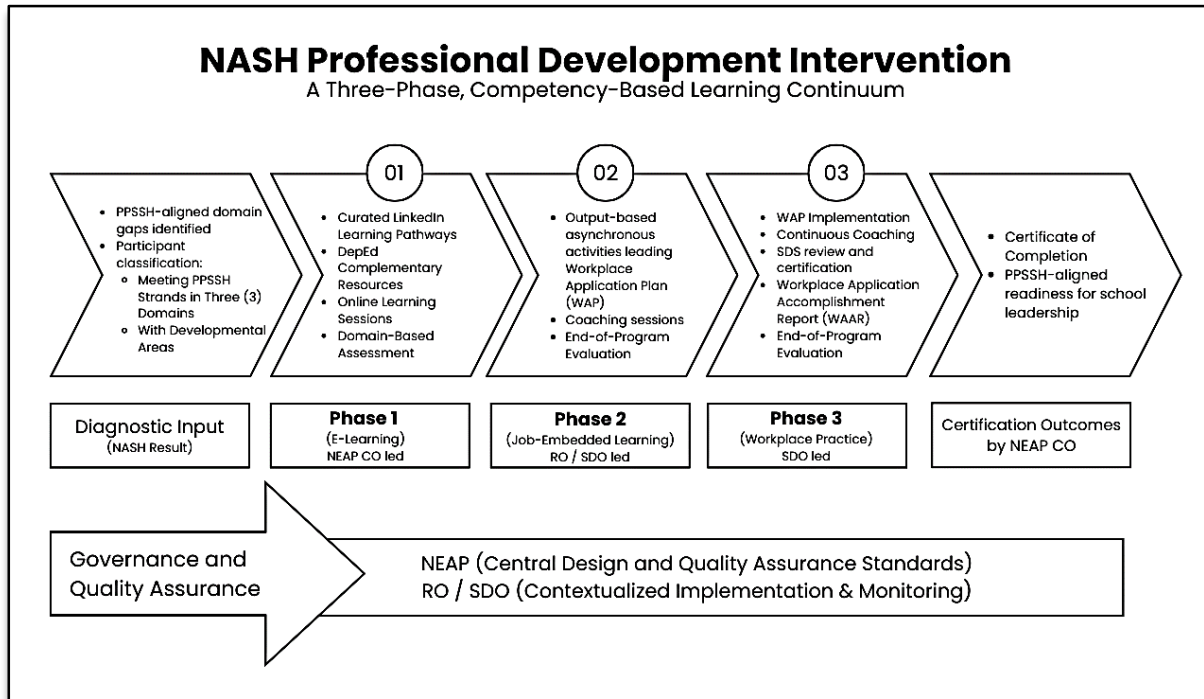 NASH Professional Development Intervention
A Three-Phase, Competency-Based Learning Continuum
• PPSSH-aligned domain
gaps identified
• Participant
classification:
○ Meeting PPSSH
Strands in Three (3)
Domains
○ With Developmental
Areas
01
• Curated LinkedIn
Learning Pathways
• DepEd
Complementary
Resources
• Online Learning
Sessions
• Domain-Based
Assessment
02
• Output-based
asynchronous
activities leading
Workplace
Application Plan
(WAP)
• Coaching sessions
• End-of-Program
Evaluation
03
• WAP Implementation
• Continuous Coaching
• SDS review and
certification
• Workplace Application
Accomplishment
Report (WAAR)
• End-of-Program
Evaluation
• Certificate of
Completion
• PPSSH-aligned
readiness for school
leadership
Diagnostic Input
(NASH Result)
Phase 1
(E-Learning)
NEAP CO led
Phase 2
(Job-Embedded Learning)
RO / SDO led
Phase 3
(Workplace Practice)
SDO led
Certification Outcomes
by NEAP CO
Governance and
Quality Assurance
NEAP (Central Design and Quality Assurance Standards)
RO / SDO (Contextualized Implementation & Monitoring)